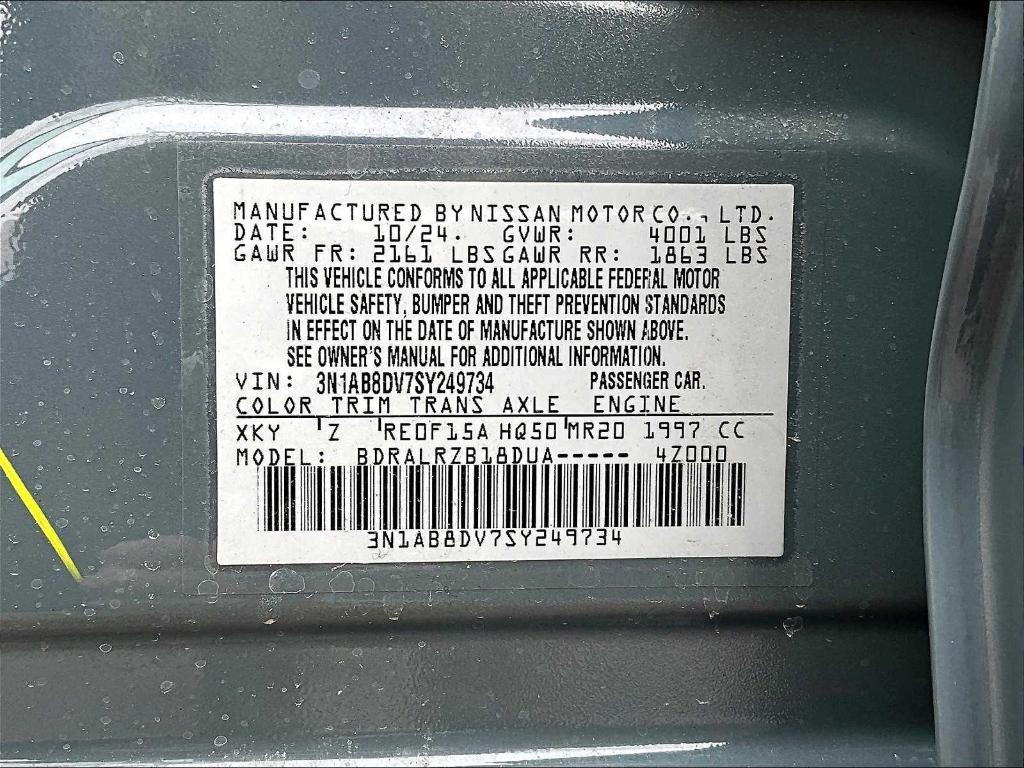 MANUFACTURED BY NISSAN MOTOR CO., LTD.
DATE: 10/24. GVWR: 4001 LBS
GAWR FR: 2161 LBS GAWR RR: 1863 LBS
THIS VEHICLE CONFORMS TO ALL APPLICABLE FEDERAL MOTOR
VEHICLE SAFETY, BUMPER AND THEFT PREVENTION STANDARDS
IN EFFECT ON THE DATE OF MANUFACTURE SHOWN ABOVE.
SEE OWNER'S MANUAL FOR ADDITIONAL INFORMATION.
VIN: 3N1AB8DV7SY249734 PASSENGER CAR.
COLOR TRIM TRANS AXLE ENGINE
XKY 'Z 'RE0F15A HQ50'MR20 1997 CC
MODEL: BDRALRZB18DUA----- 4Z000
3N1AB8DV7SY249734